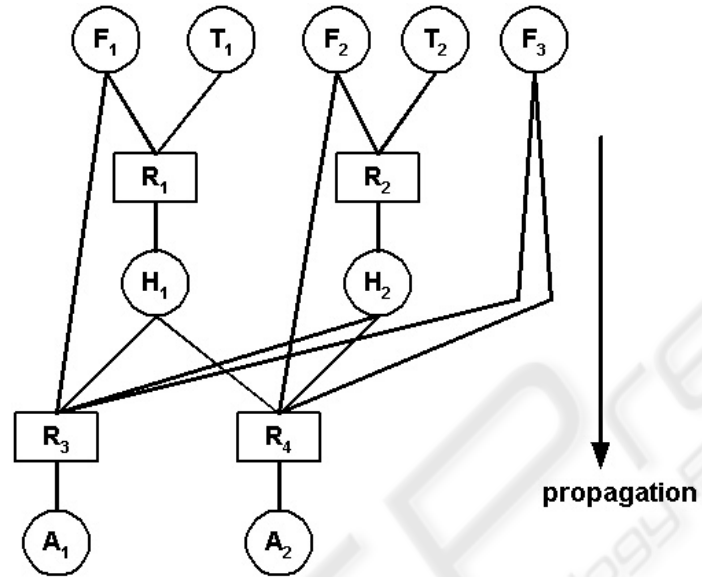 F1 T1 F2 T2 F3
R1 R2
H1 H2
R3 R4
propagation
A1 A2